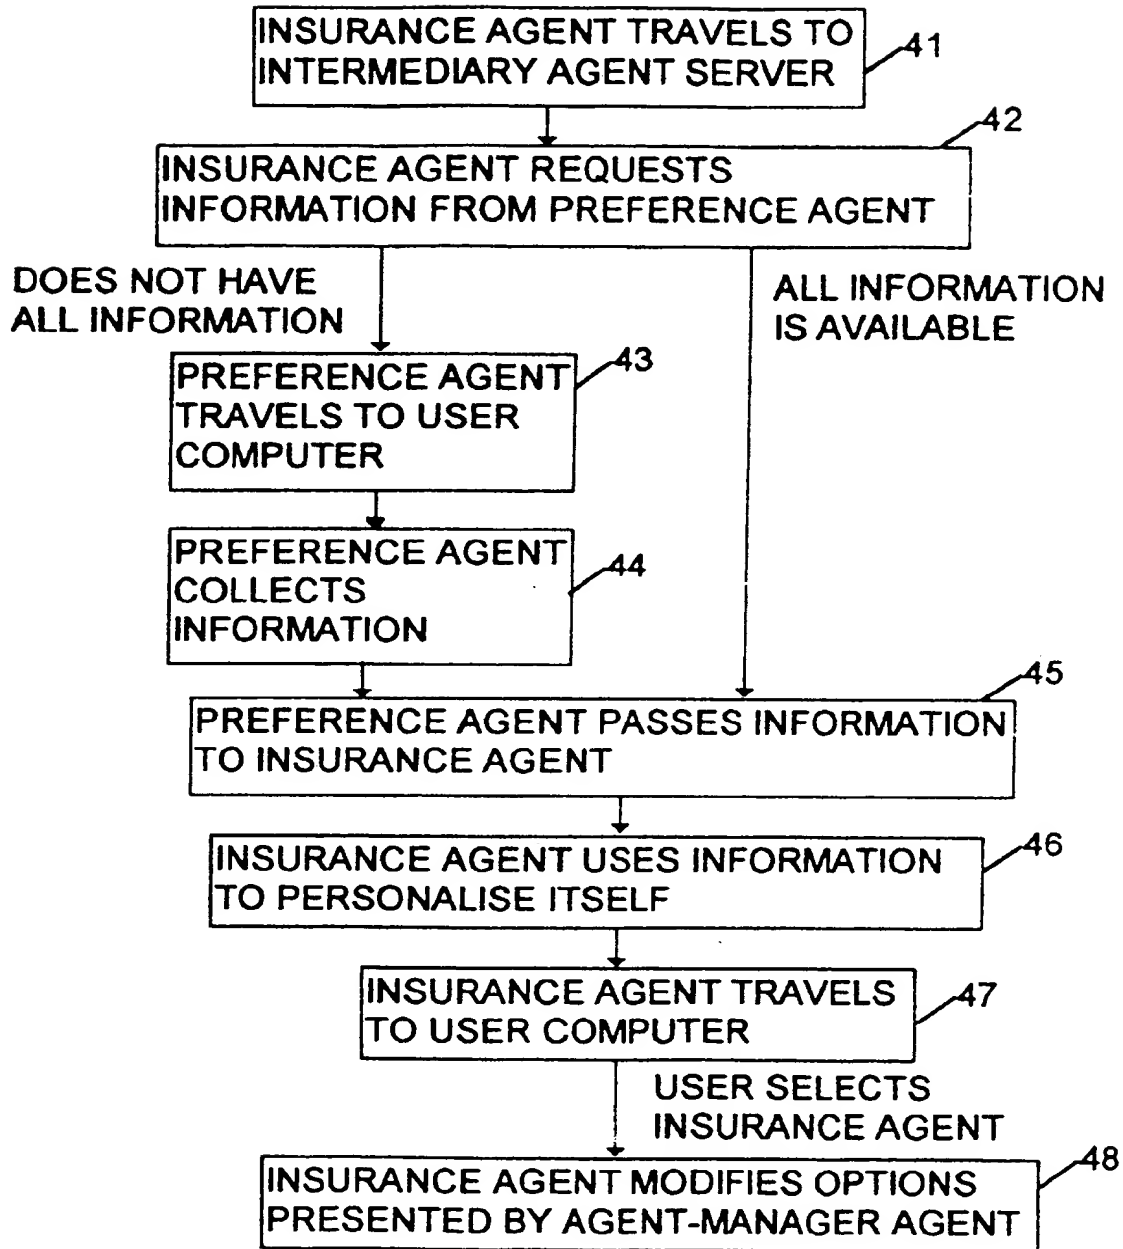 INSURANCE AGENT TRAVELS TO
INTERMEDIARY AGENT SERVER
41
42
INSURANCE AGENT REQUESTS
INFORMATION FROM PREFERENCE AGENT
DOES NOT HAVE
ALL INFORMATION
ALL INFORMATION
IS AVAILABLE
43
PREFERENCE AGENT
TRAVELS TO USER
COMPUTER
PREFERENCE AGENT
COLLECTS
INFORMATION
44
45
PREFERENCE AGENT PASSES INFORMATION
TO INSURANCE AGENT
INSURANCE AGENT USES INFORMATION
TO PERSONALISE ITSELF
46
INSURANCE AGENT TRAVELS
TO USER COMPUTER
47
USER SELECTS
INSURANCE AGENT
INSURANCE AGENT MODIFIES OPTIONS
PRESENTED BY AGENT-MANAGER AGENT
48